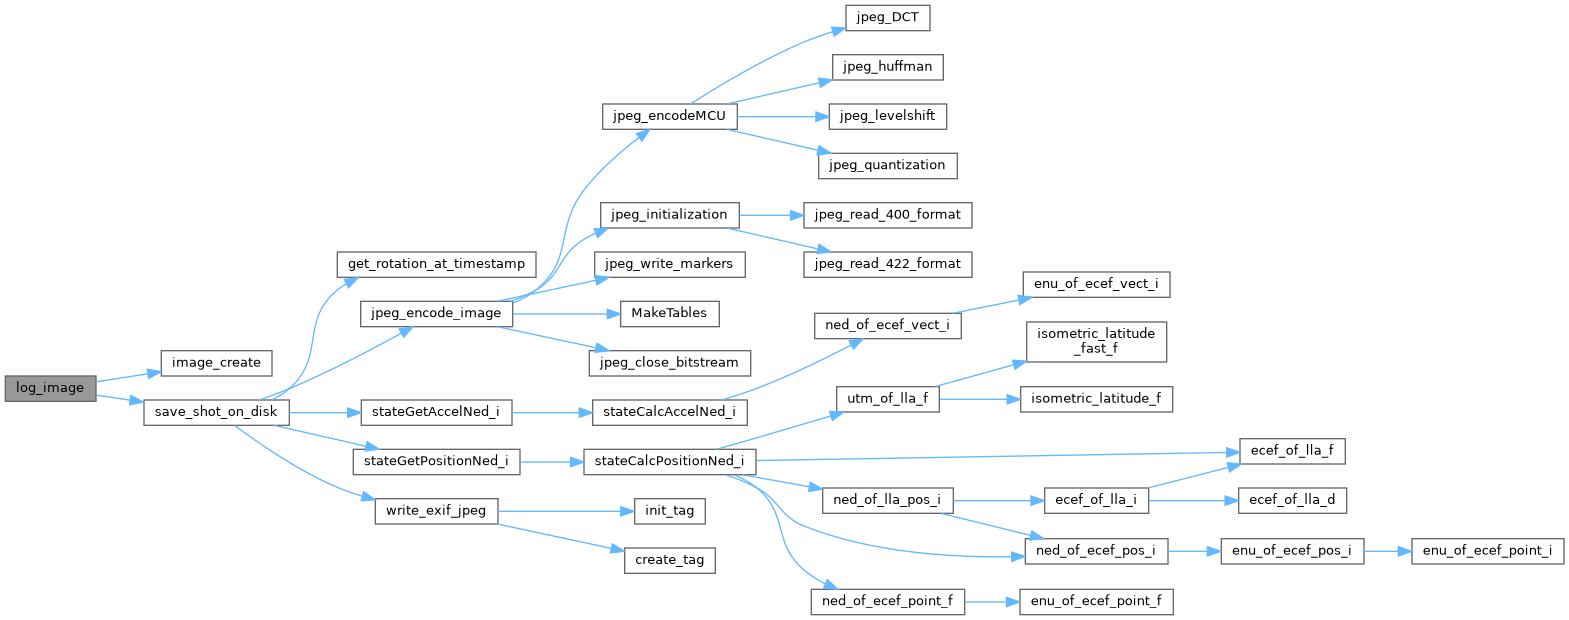 jpeg_DCT
jpeg_huffman
jpeg_encodeMCU
jpeg_levelshift
jpeg_quantization
jpeg_initialization
jpeg_read_400_format
get_rotation_at_timestamp
jpeg_write_markers
jpeg_read_422_format
enu_of_ecef_vect_i
jpeg_encode_image
MakeTables
ned_of_ecef_vect_i
isometric_latitude
_fast_f
image_create
jpeg_close_bitstream
log_image
utm_of_lla_f
isometric_latitude_f
save_shot_on_disk
stateGetAccelNed_i
stateCalcAccelNed_i
ecef_of_lla_f
stateGetPositionNed_i
stateCalcPositionNed_i
ned_of_lla_pos_i
ecef_of_lla_i
ecef_of_lla_d
write_exif_jpeg
init_tag
ned_of_ecef_pos_i
enu_of_ecef_pos_i
enu_of_ecef_point_i
create_tag
ned_of_ecef_point_f
enu_of_ecef_point_f